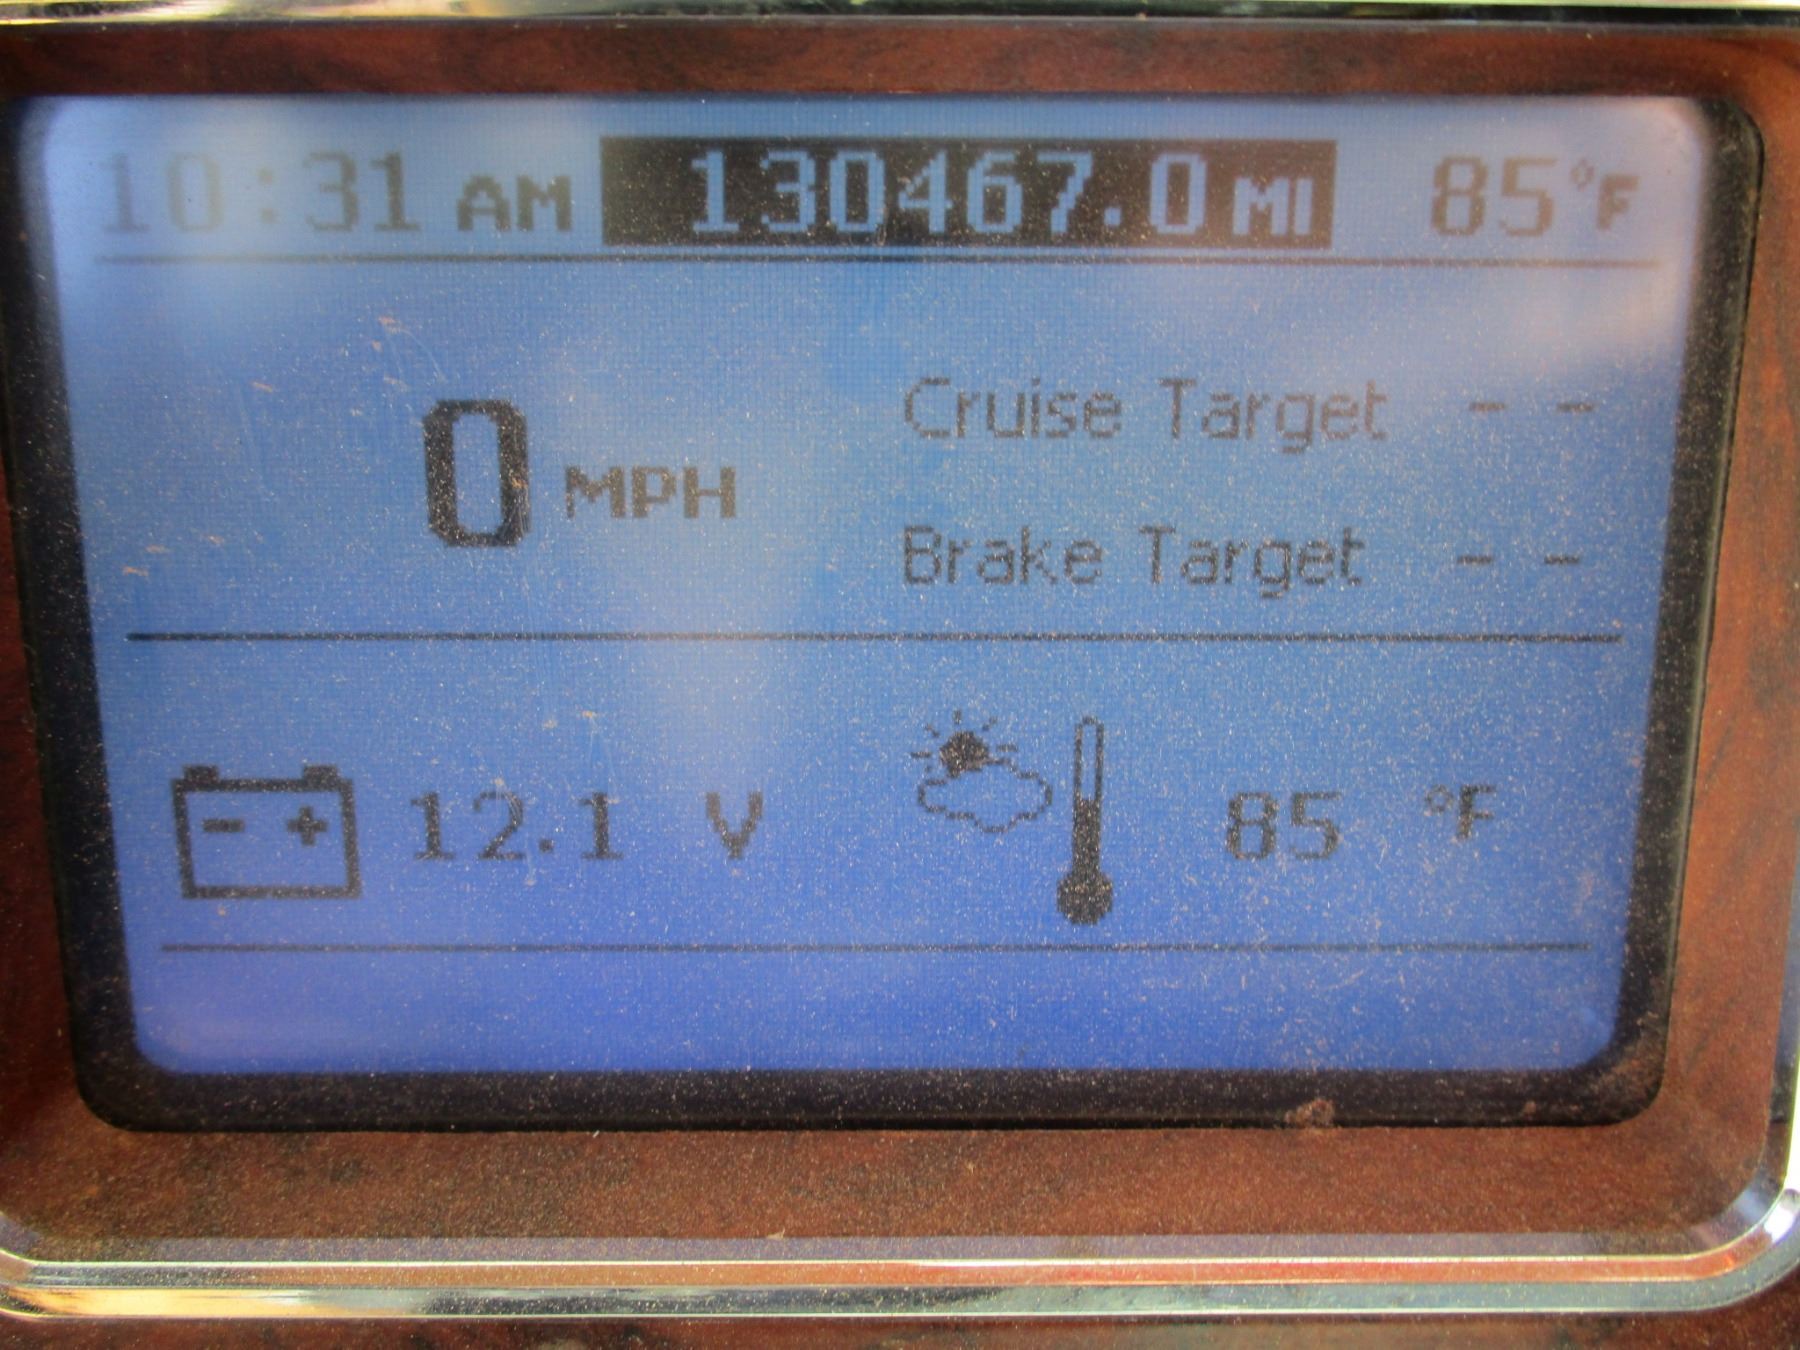 10:31 AM 130467.0 MI 85°F
0 MPH
Cruise Target - -
Brake Target - -
- + 12.1 V 85 °F